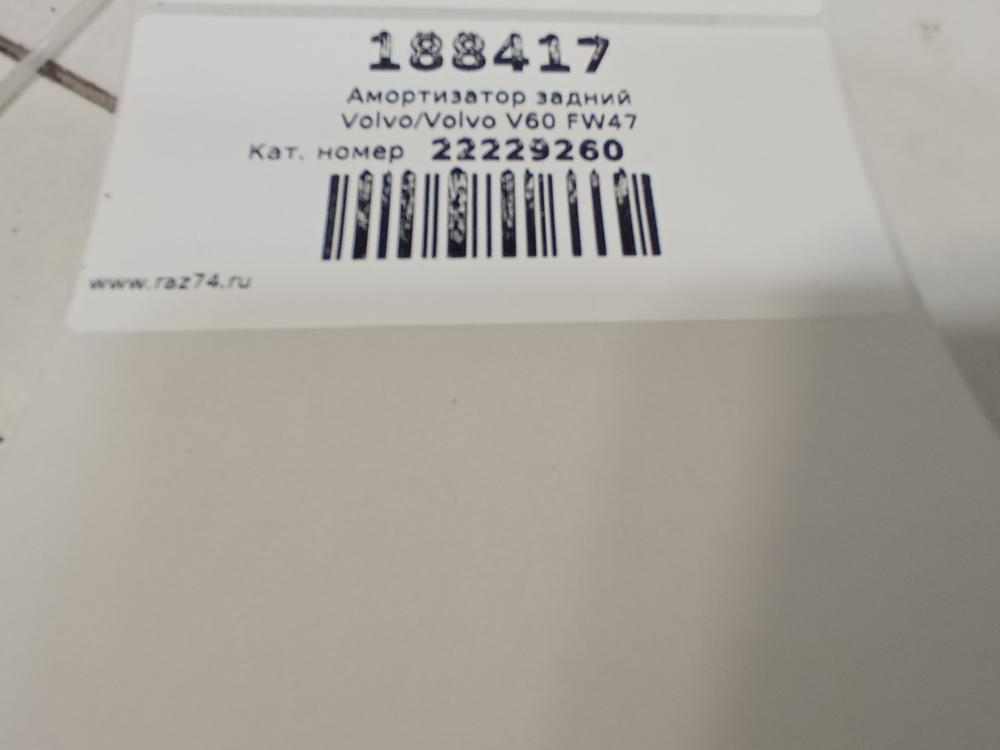 188417
Амортизатор задний
Volvo/Volvo V60 FW47
Кат. номер 22229260
www.raz74.ru